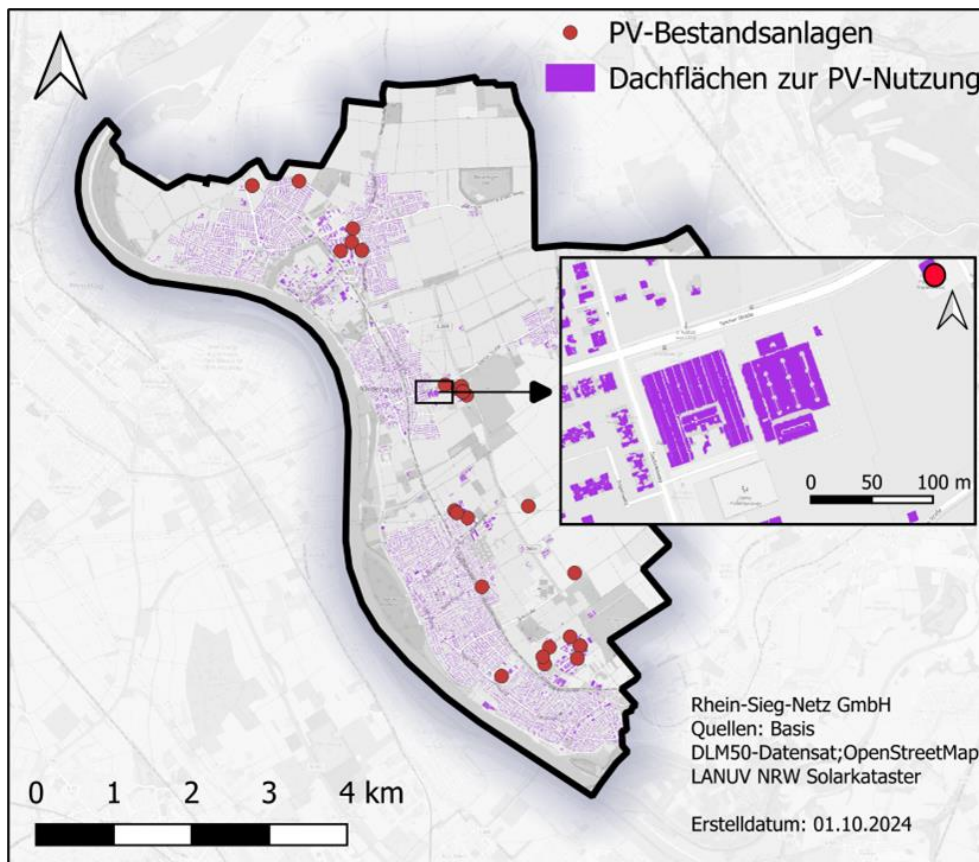 PV-Bestandsanlagen
Dachflächen zur PV-Nutzung
0 50 100 m
Rhein-Sieg-Netz GmbH
Quellen: Basis
DLM50-Datensat;OpenStreetMap
LANUV NRW Solarkataster
Erstelldatum: 01.10.2024
0 1 2 3 4 km